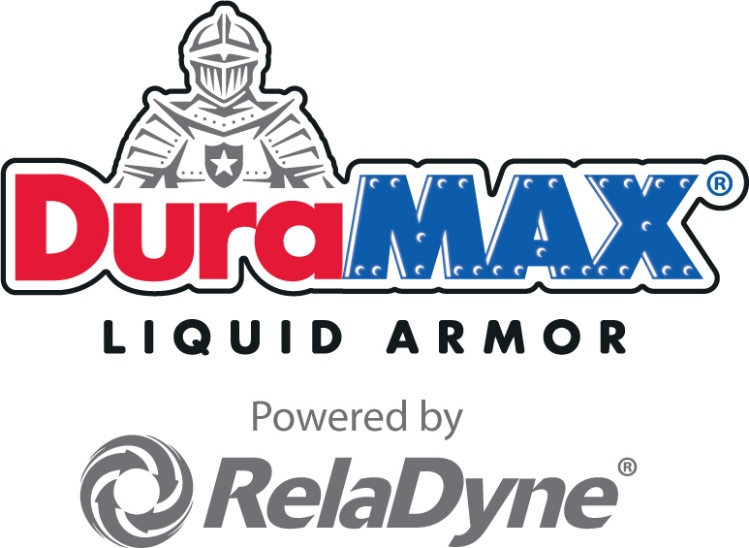 DuraMAX®
LIQUID ARMOR
Powered by
RelaDyne®